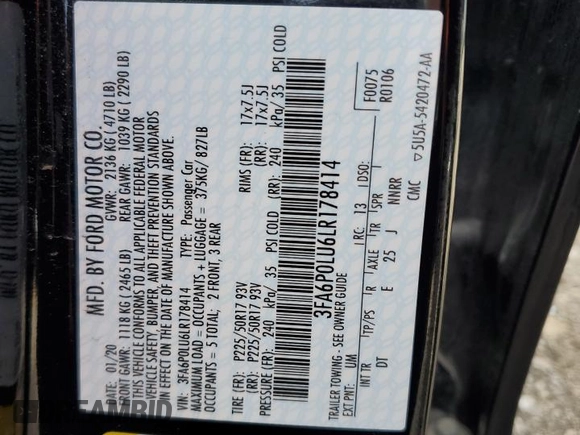 MFD. BY FORD MOTOR CO.
DATE: 01/20 GVWR: 2136 KG ( 4710 LB)
FRONT GAWR: 1118 KG ( 2465 LB) REAR GAWR: 1039 KG ( 2290 LB)
THIS VEHICLE CONFORMS TO ALL APPLICABLE FEDERAL MOTOR
VEHICLE SAFETY, BUMPER, AND THEFT PREVENTION STANDARDS
IN EFFECT ON THE DATE OF MANUFACTURE SHOWN ABOVE.
VIN: 3FA6P0LU6LR178414 TYPE: Passenger Car
MAXIMUM LOAD = OCCUPANTS + LUGGAGE = 375KG/ 827LB
OCCUPANTS = 5 TOTAL; 2 FRONT, 3 REAR
TIRE (FR): P225/50R17 93V RIMS (FR): 17x7.5J
(RR): P225/50R17 93V (RR): 17x7.5J
PRESSURE (FR): 240 kPa/ 35 PSI COLD (RR): 240 kPa/ 35 PSI COLD
3FA6P0LU6LR178414
TRAILER TOWING - SEE OWNER GUIDE
EXT PNT: UM RC: 13 DSO: F0075
R0106
INT TR TP/PS R AXLE TR SPR
DT E 25 J NNRR
CMC ▽5U5A-5420472-AA